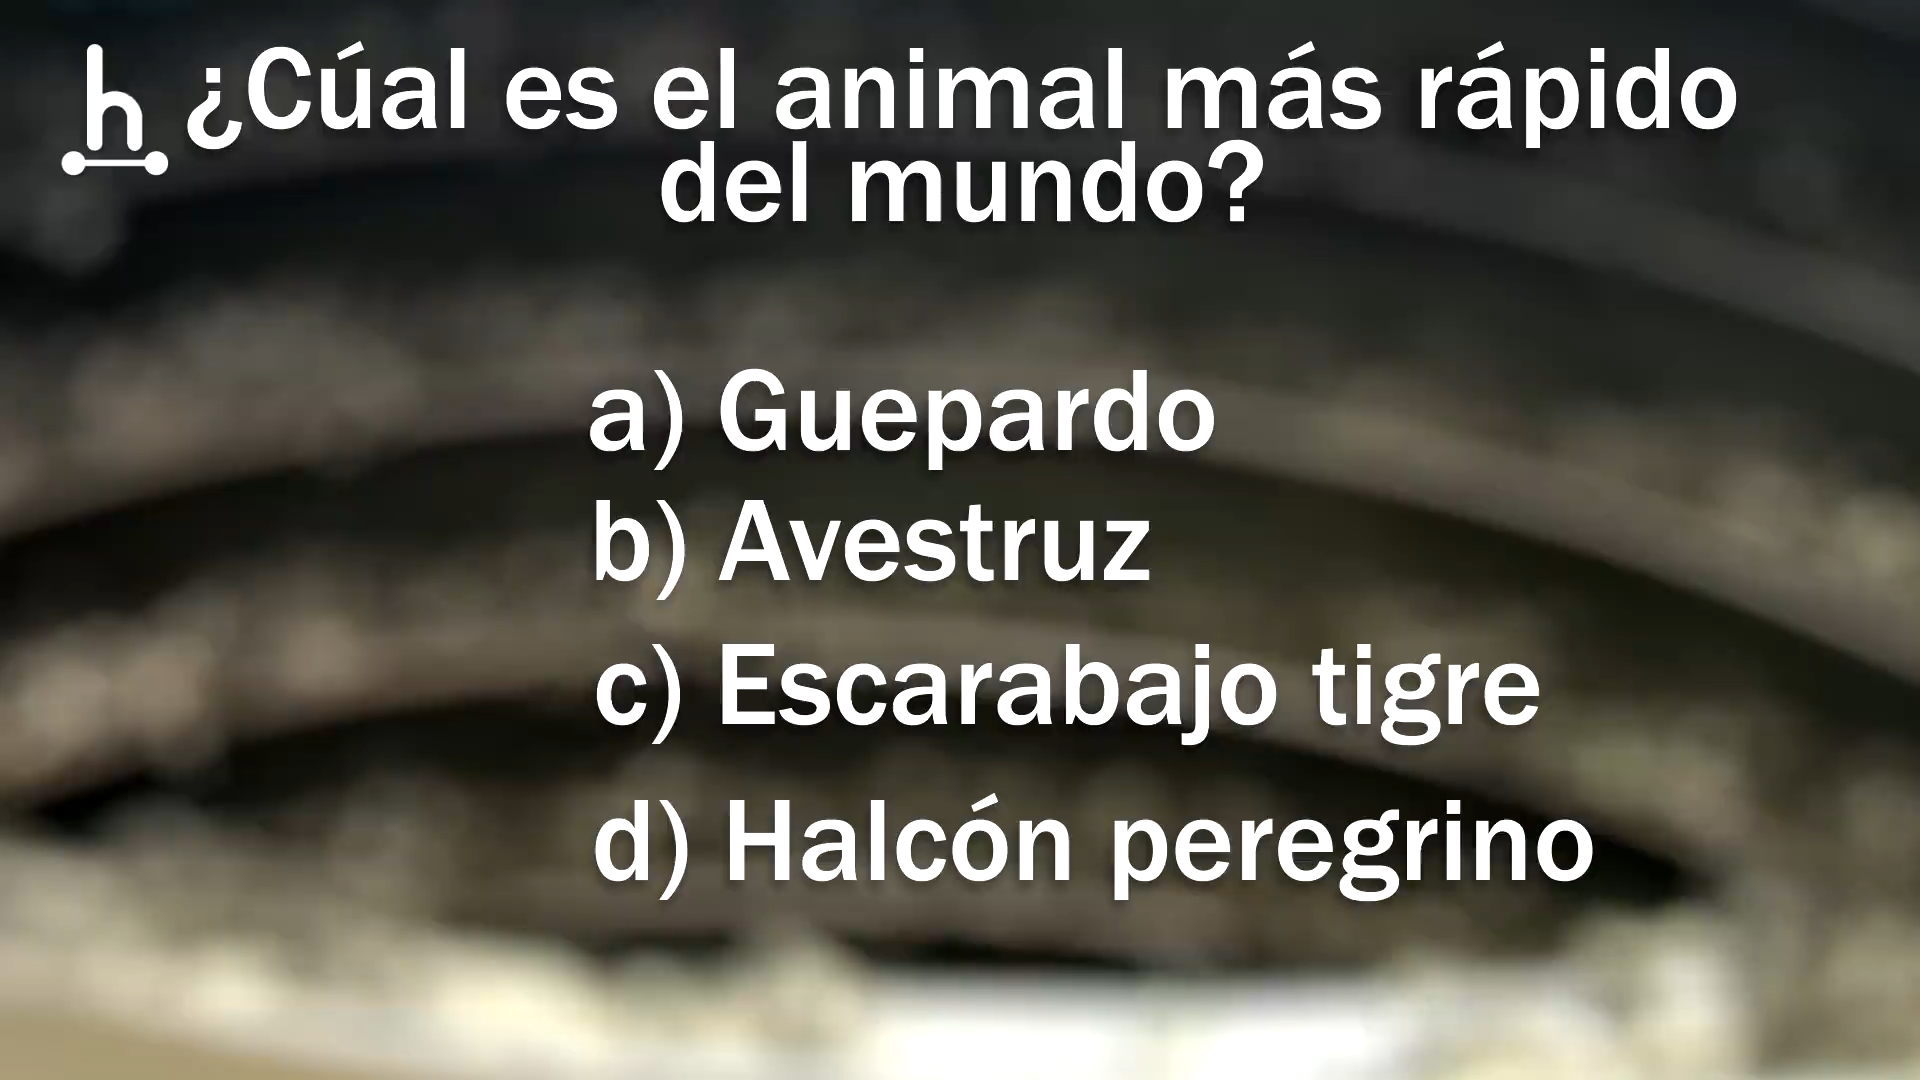 h
¿Cúal es el animal más rápido
del mundo?
a) Guepardo
b) Avestruz
c) Escarabajo tigre
d) Halcón peregrino